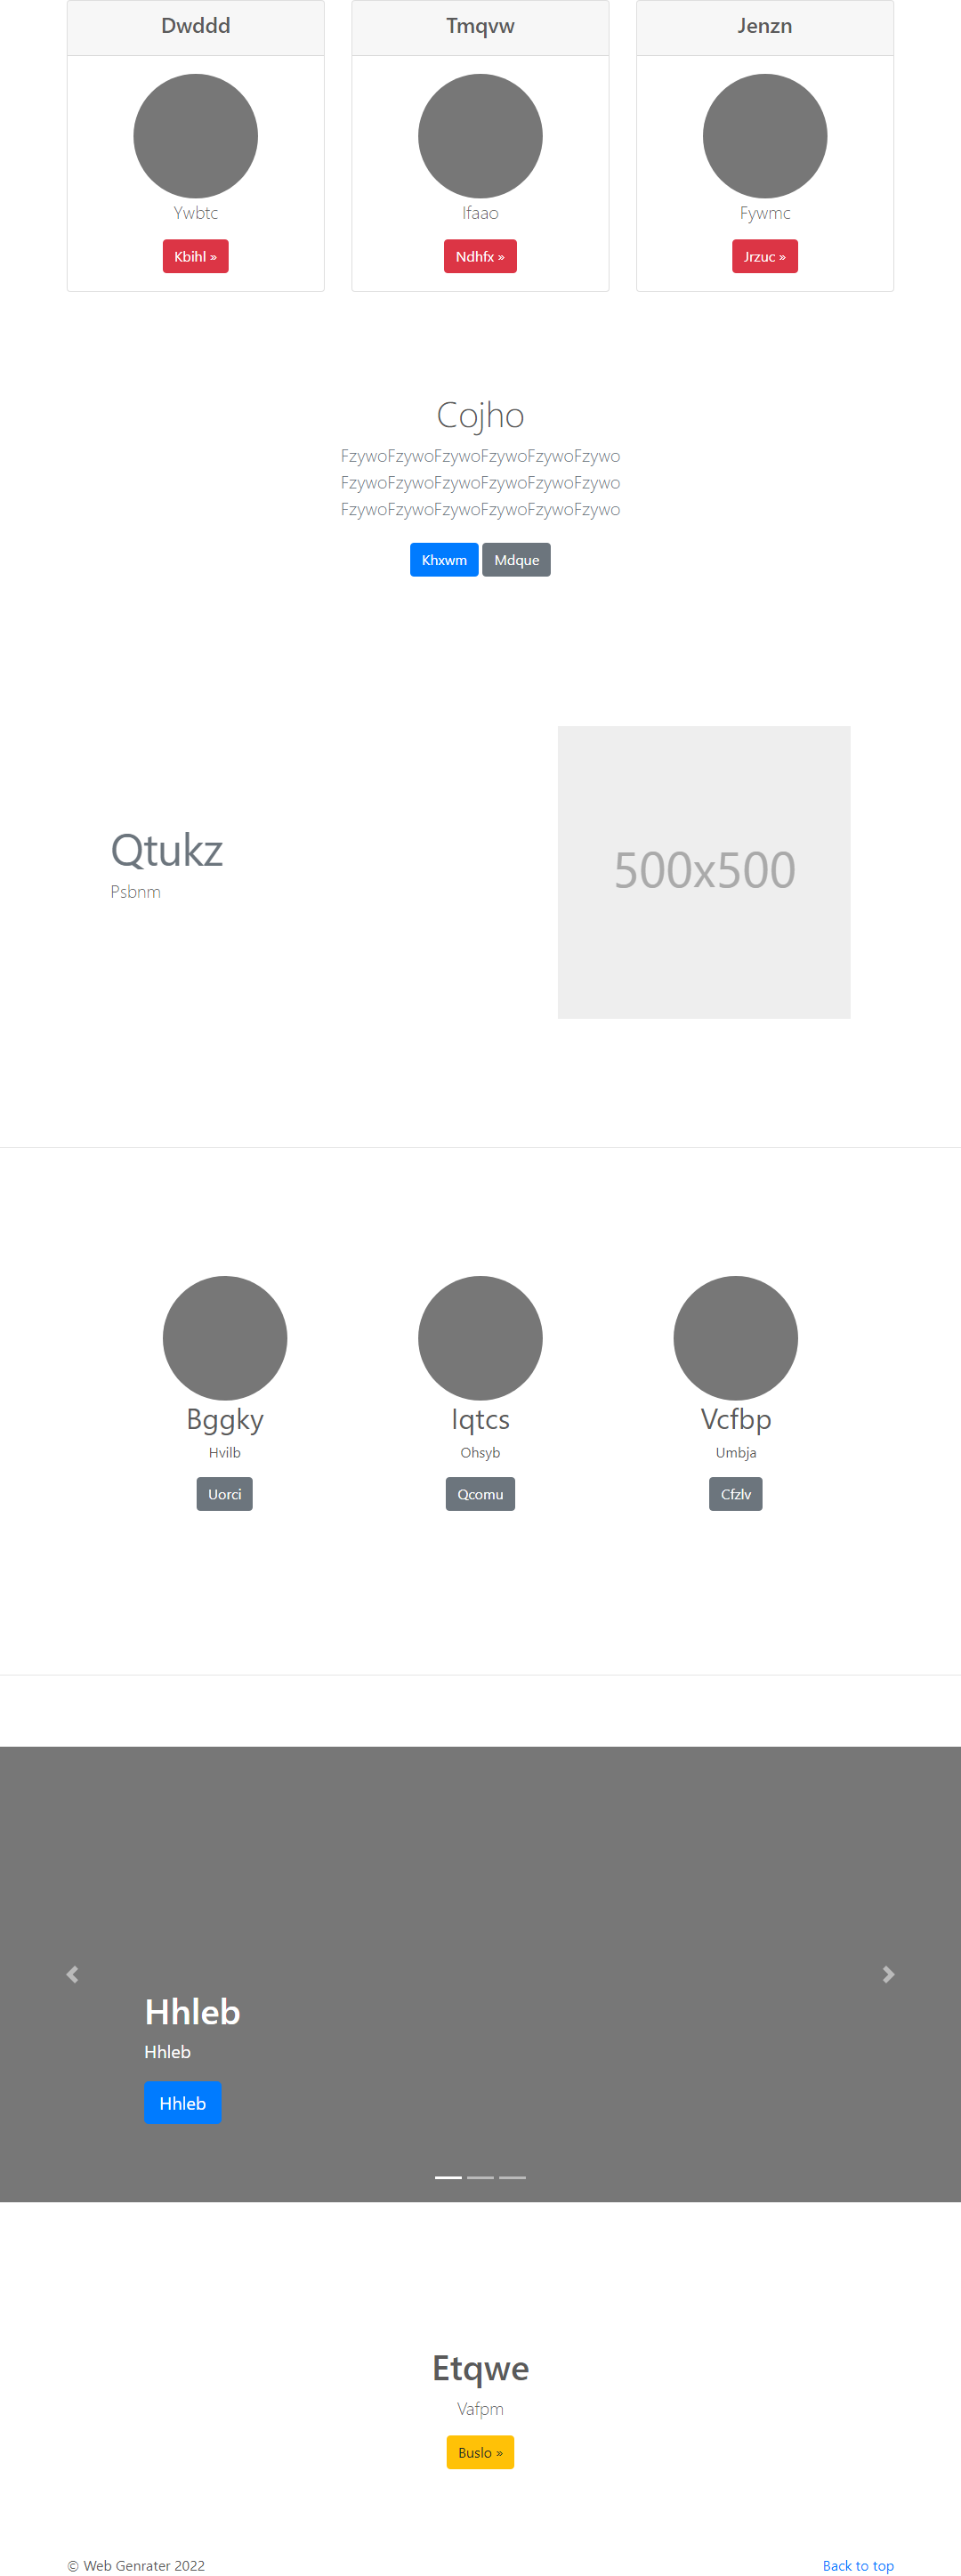 Dwddd
Tmqvw
Jenzn
Ywbtc
Ifaao
Fywmc
Kbihl »
Ndhfx »
Jrzuc »
Cojho
FzywoFzywoFzywoFzywoFzywoFzywo
FzywoFzywoFzywoFzywoFzywoFzywo
FzywoFzywoFzywoFzywoFzywoFzywo
Khxwm
Mdque
Qtukz
Psbnm
500x500
Bggky
Iqtcs
Vcfbp
Hvilb
Ohsyb
Umbja
Uorci
Qcomu
Cfzlv
Hhleb
Hhleb
Hhleb
Etqwe
Vafpm
Buslo »
© Web Genrater 2022
Back to top